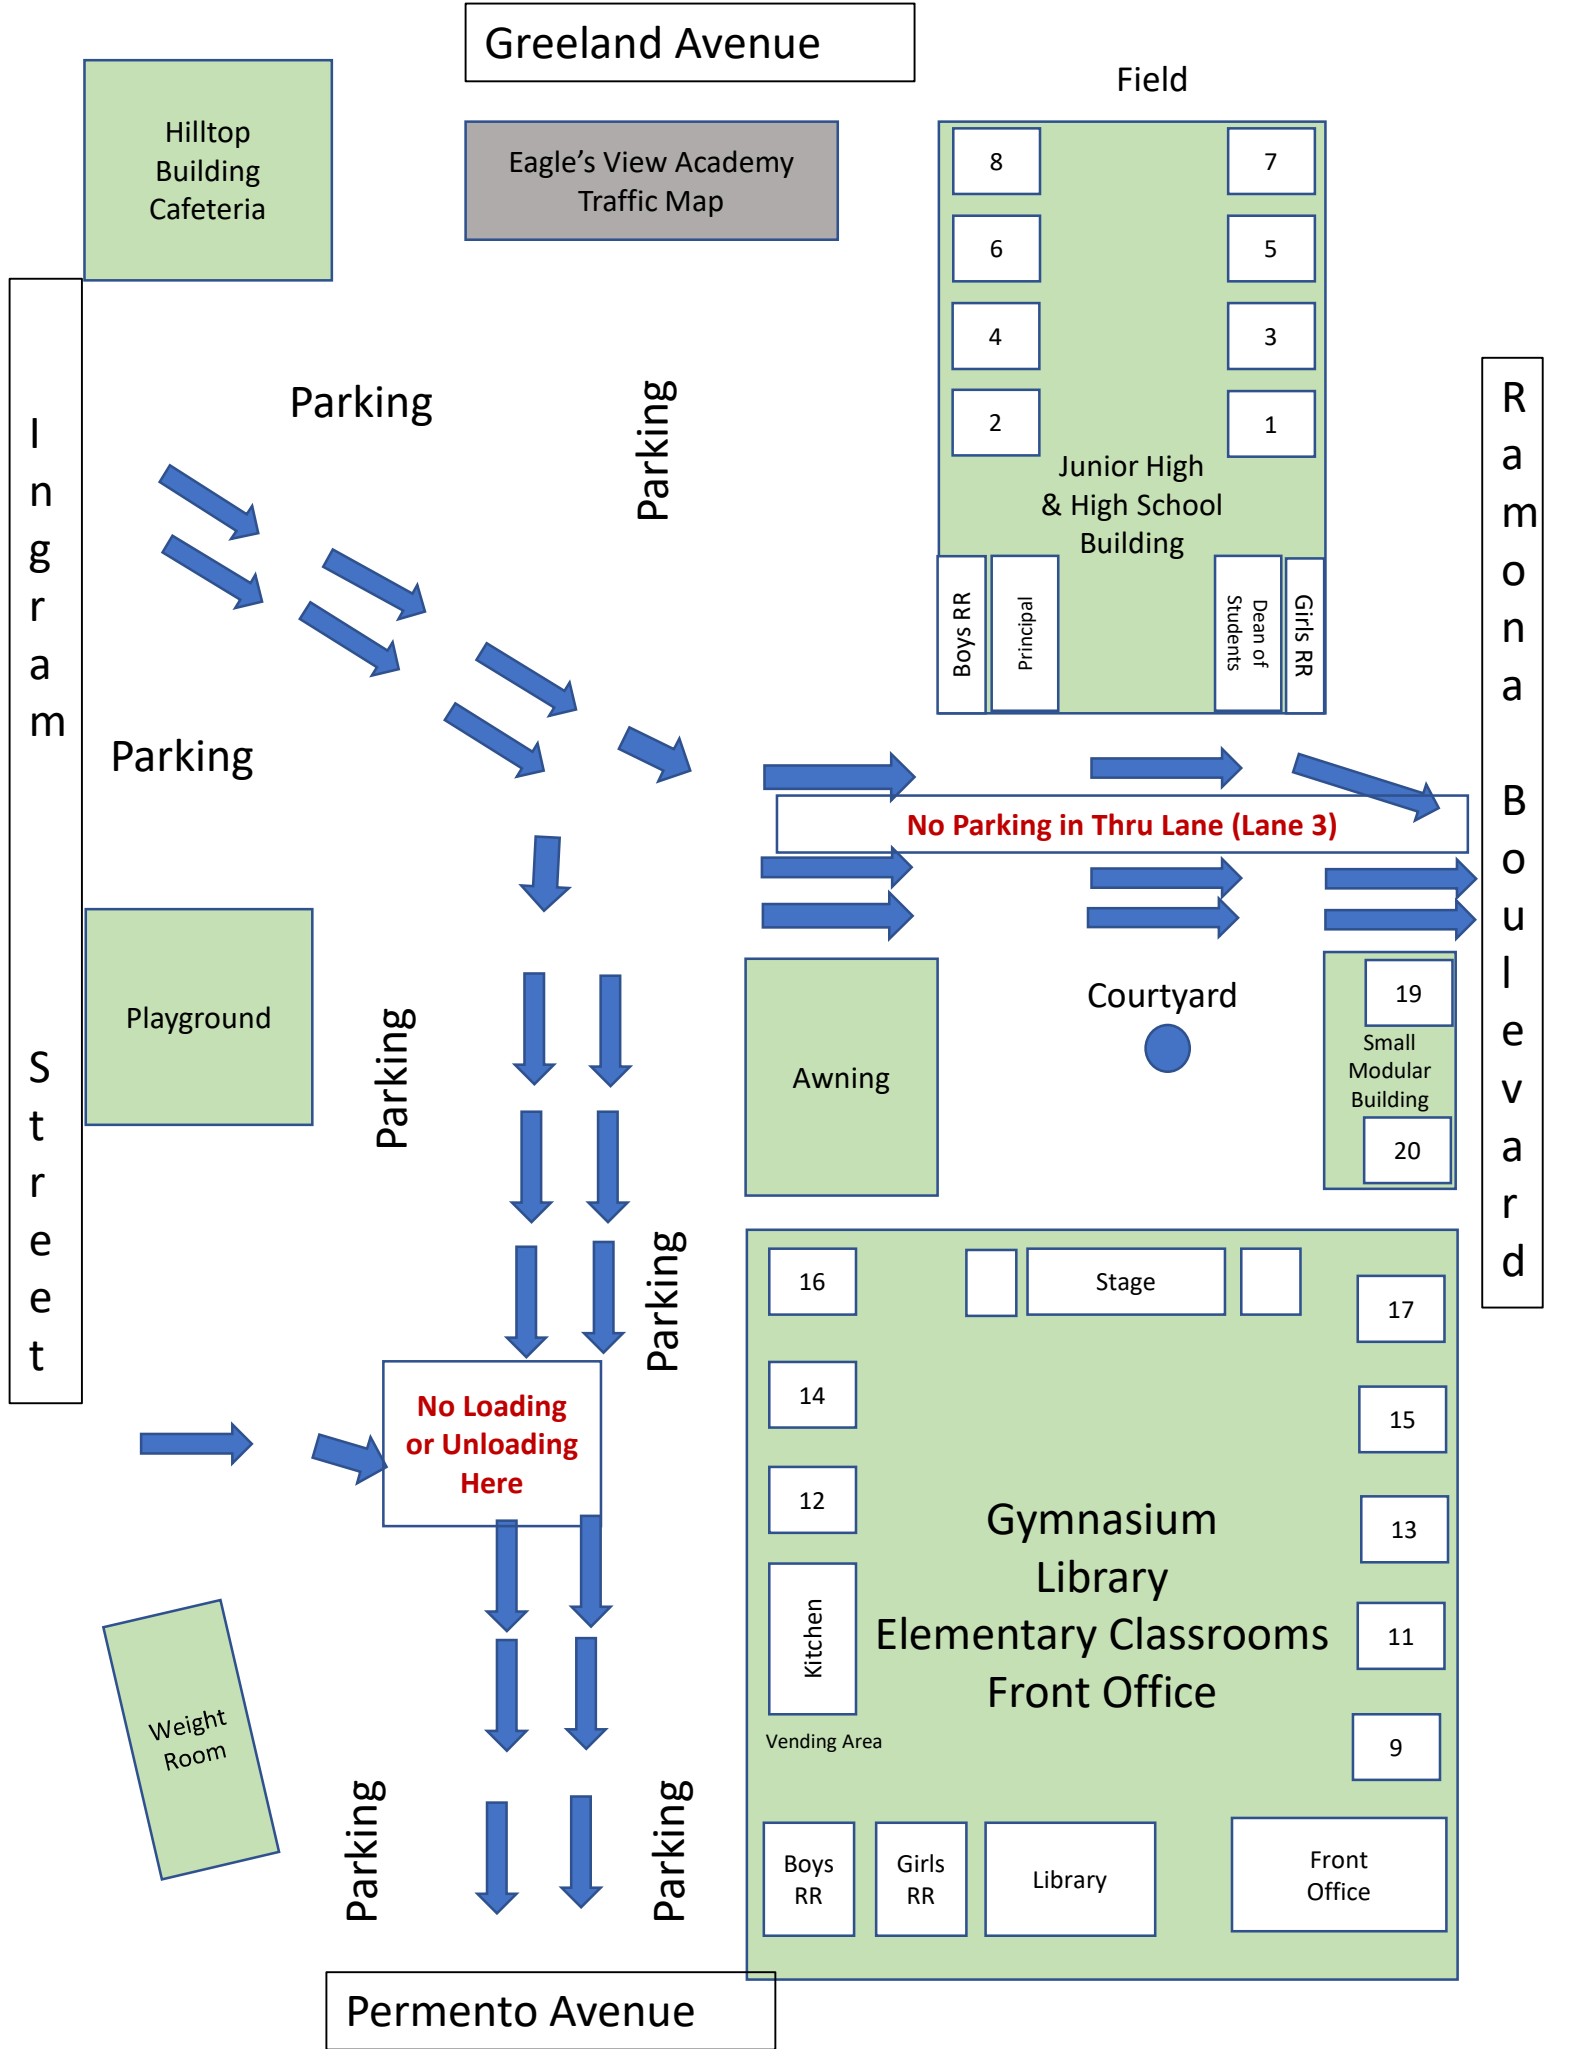 Greeland Avenue
Field
Hilltop
Building
Cafeteria
Eagle's View Academy
Traffic Map
8
7
6
5
4
3
2
1
Junior High
& High School
Building
Boys RR
Principal
Dean of
Students
Girls RR
Ingram Street
Ramona Boulevard
Parking
Parking
Parking
No Parking in Thru Lane (Lane 3)
Playground
Parking
Awning
Courtyard
19
Small
Modular
Building
20
Parking
16
Stage
17
14
15
12
13
No Loading
or Unloading
Here
Gymnasium
Library
Elementary Classrooms
Front Office
Kitchen
11
9
Vending Area
Weight
Room
Parking
Parking
Boys
RR
Girls
RR
Library
Front
Office
Permento Avenue